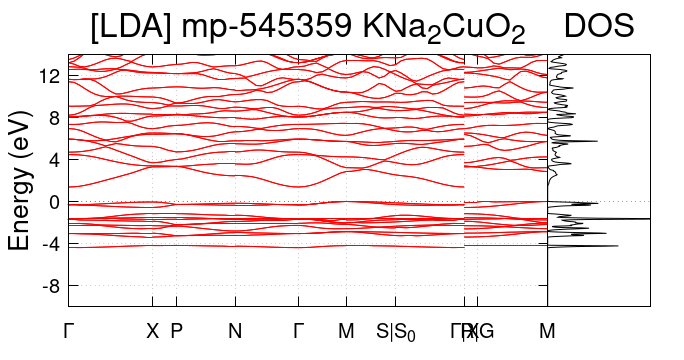 [LDA] mp-545359 KNa₂CuO₂ DOS
Energy (eV)
12
8
4
0
-4
-8
Γ X P N Γ M S|S₀ Γ|X G M